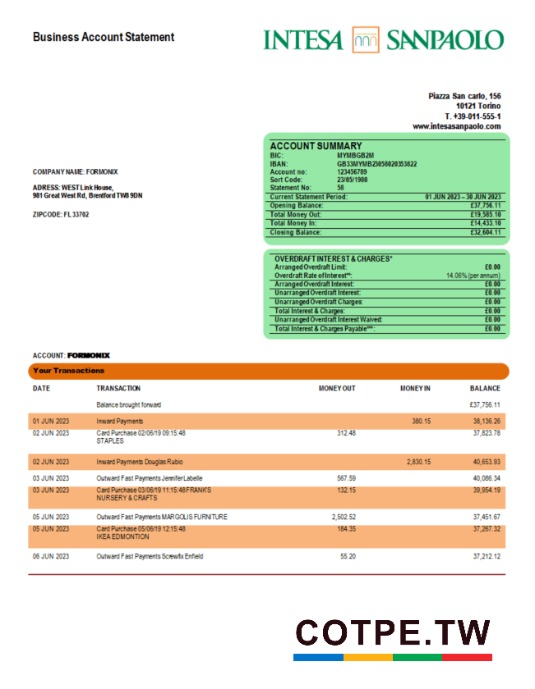 Business Account Statement
INTESA SANPAOLO
Piazza San carlo, 156
10121 Torino
T. +39-011-555-1
www.intesasanpaolo.com
ACCOUNT SUMMARY
BIC: MYMBGB2M
IBAN: GB33MYMB23058020353822
Account no: 123456789
Sort Code: 23/05/1980
Statement No: 56
Current Statement Period: 01 JUN 2023 – 30 JUN 2023
Opening Balance: £37,756.11
Total Money Out: £19,585.10
Total Money In: £14,433.10
Closing Balance: £32,604.11
COMPANY NAME: FORMONIX
ADRESS: WEST Link House,
981 Great West Rd, Brentford TW8 9DN
ZIPCODE: FL 33702
OVERDRAFT INTEREST & CHARGES*
Arranged Overdraft Limit: £0.00
Overdraft Rate of Interest**: 14.06% (per annum)
Arranged Overdraft Interest: £0.00
Unarranged Overdraft Interest: £0.00
Unarranged Overdraft Charges: £0.00
Total Interest & Charges: £0.00
Unarranged Overdraft Interest Waived: £0.00
Total Interest & Charges Payable***: £0.00
ACCOUNT: FORMONIX
Your Transactions
DATE TRANSACTION MONEY OUT MONEY IN BALANCE
Balance brought forward £37,756.11
01 JUN 2023 Inward Payments 380.15 38,136.26
02 JUN 2023 Card Purchase 02/06/19 09:15:48 312.48 37,823.78
STAPLES
02 JUN 2023 Inward Payments Douglas Rubio 2,830.15 40,653.93
03 JUN 2023 Outward Fast Payments Jennifer Labelle 567.59 40,086.34
03 JUN 2023 Card Purchase 03/06/19 11:15:48 FRANK'S 132.15 39,954.19
NURSERY & CRAFTS
05 JUN 2023 Outward Fast Payments MARGOLIS FURNITURE 2,502.52 37,451.67
05 JUN 2023 Card Purchase 05/06/19 12:15:48 184.35 37,267.32
IKEA EDMONTION
06 JUN 2023 Outward Fast Payments Screwfix Enfield 55.20 37,212.12
COTPE.TW